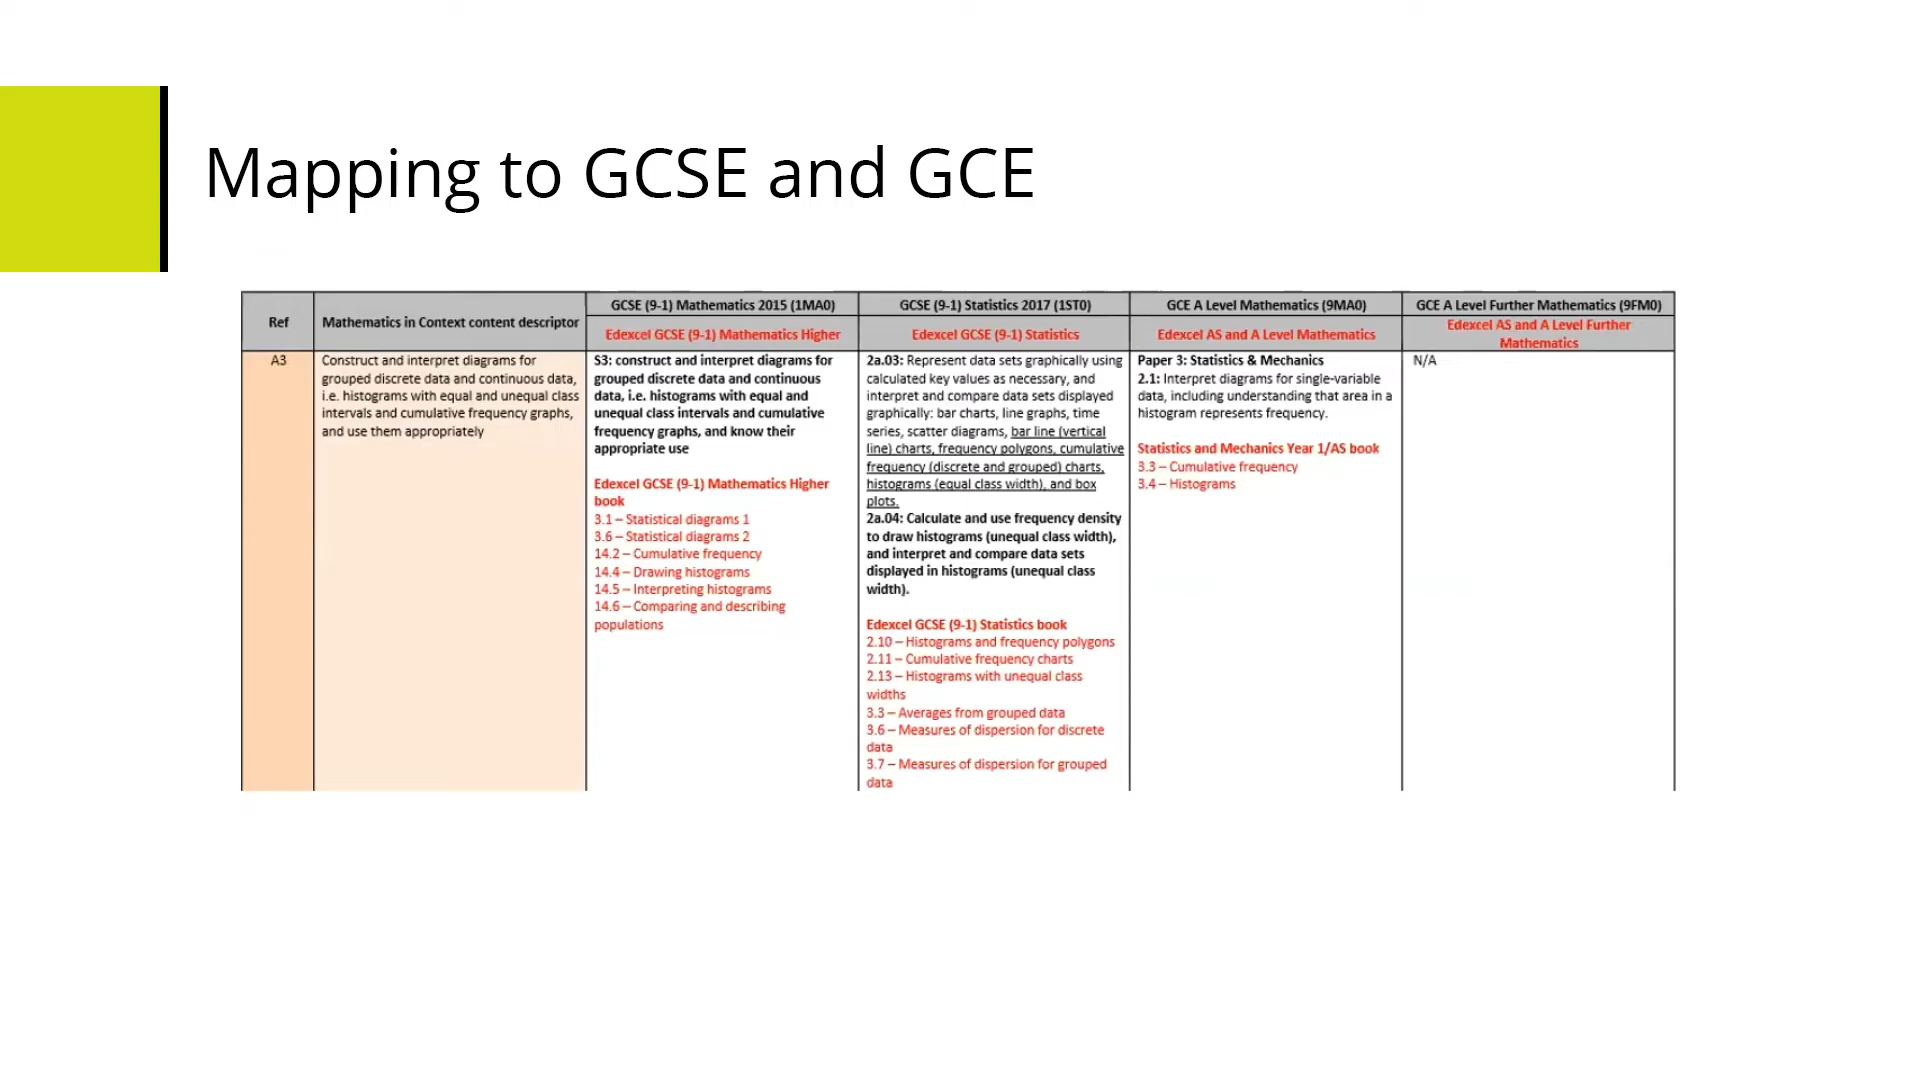 Mapping to GCSE and GCE
Ref
Mathematics in Context content descriptor
GCSE (9-1) Mathematics 2015 (1MA0)
Edexcel GCSE (9-1) Mathematics Higher
GCSE (9-1) Statistics 2017 (1ST0)
Edexcel GCSE (9-1) Statistics
GCE A Level Mathematics (9MA0)
Edexcel AS and A Level Mathematics
GCE A Level Further Mathematics (9FM0)
Edexcel AS and A Level Further
Mathematics
A3
Construct and interpret diagrams for
grouped discrete data and continuous data,
i.e. histograms with equal and unequal class
intervals and cumulative frequency graphs,
and use them appropriately
S3: construct and interpret diagrams for
grouped discrete data and continuous
data, i.e. histograms with equal and
unequal class intervals and cumulative
frequency graphs, and know their
appropriate use
Edexcel GCSE (9-1) Mathematics Higher
book
3.1 – Statistical diagrams 1
3.6 – Statistical diagrams 2
14.2 – Cumulative frequency
14.4 – Drawing histograms
14.5 – Interpreting histograms
14.6 – Comparing and describing
populations
2a.03: Represent data sets graphically using
calculated key values as necessary, and
interpret and compare data sets displayed
graphically: bar charts, line graphs, time
series, scatter diagrams, bar line (vertical
line) charts, frequency polygons, cumulative
frequency (discrete and grouped) charts,
histograms (equal class width), and box
plots.
2a.04: Calculate and use frequency density
to draw histograms (unequal class width),
and interpret and compare data sets
displayed in histograms (unequal class
width).
Edexcel GCSE (9-1) Statistics book
2.10 – Histograms and frequency polygons
2.11 – Cumulative frequency charts
2.13 – Histograms with unequal class
widths
3.3 – Averages from grouped data
3.6 – Measures of dispersion for discrete
data
3.7 – Measures of dispersion for grouped
data
Paper 3: Statistics & Mechanics
2.1: Interpret diagrams for single-variable
data, including understanding that area in a
histogram represents frequency.
Statistics and Mechanics Year 1/AS book
3.3 – Cumulative frequency
3.4 – Histograms
N/A